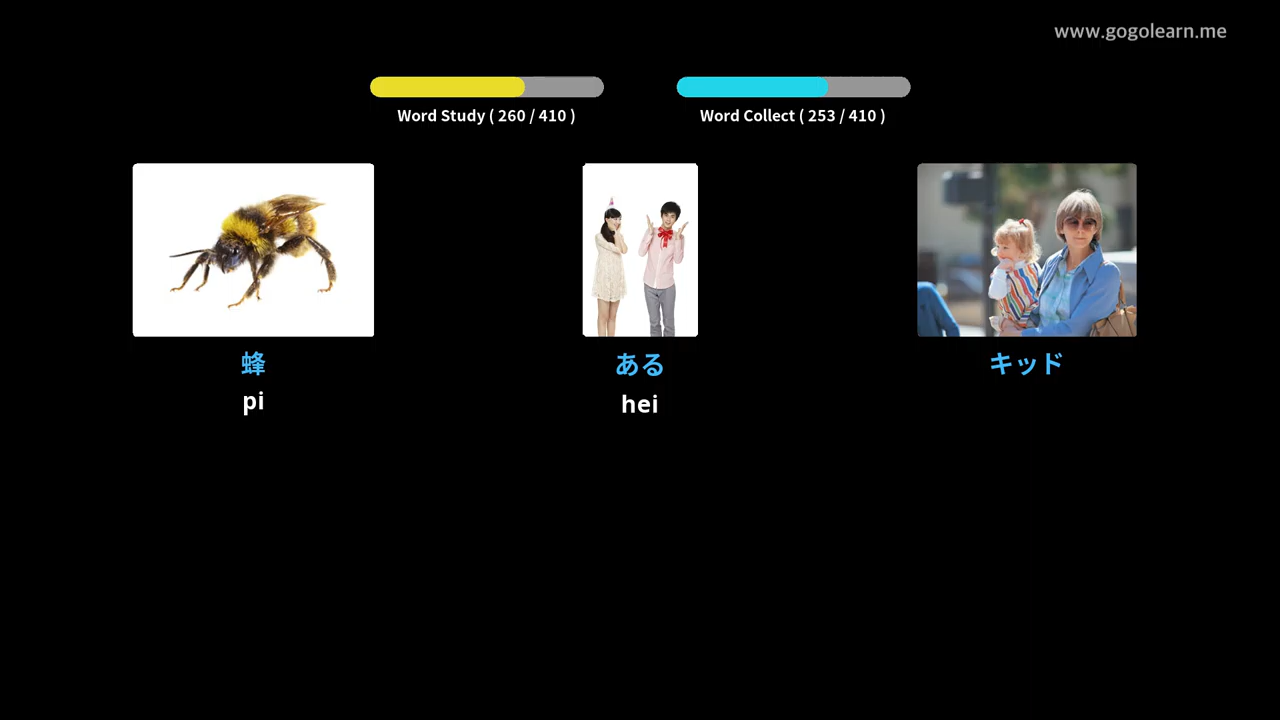 www.gogolearn.me
Word Study ( 260 / 410 )
Word Collect ( 253 / 410 )
蜂
ある
キッド
pi
hei